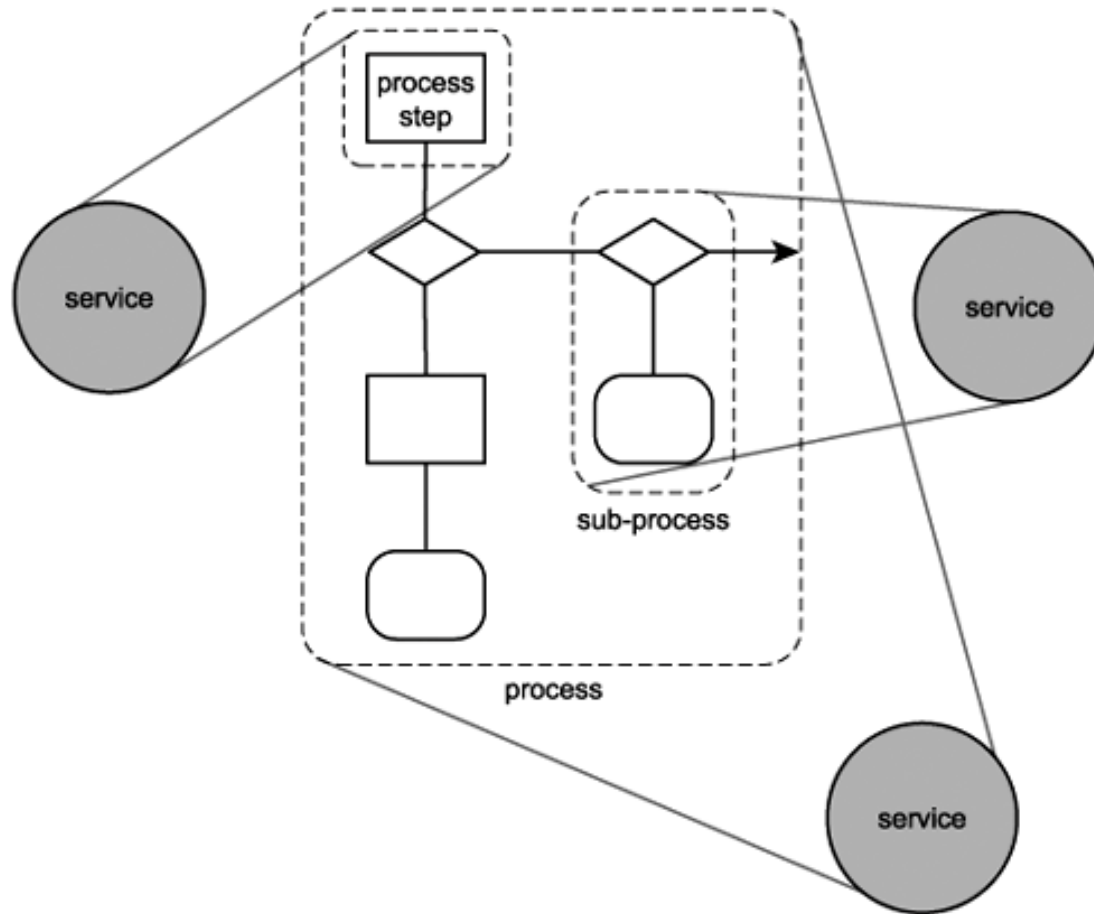 process
step
service
service
sub-process
process
service